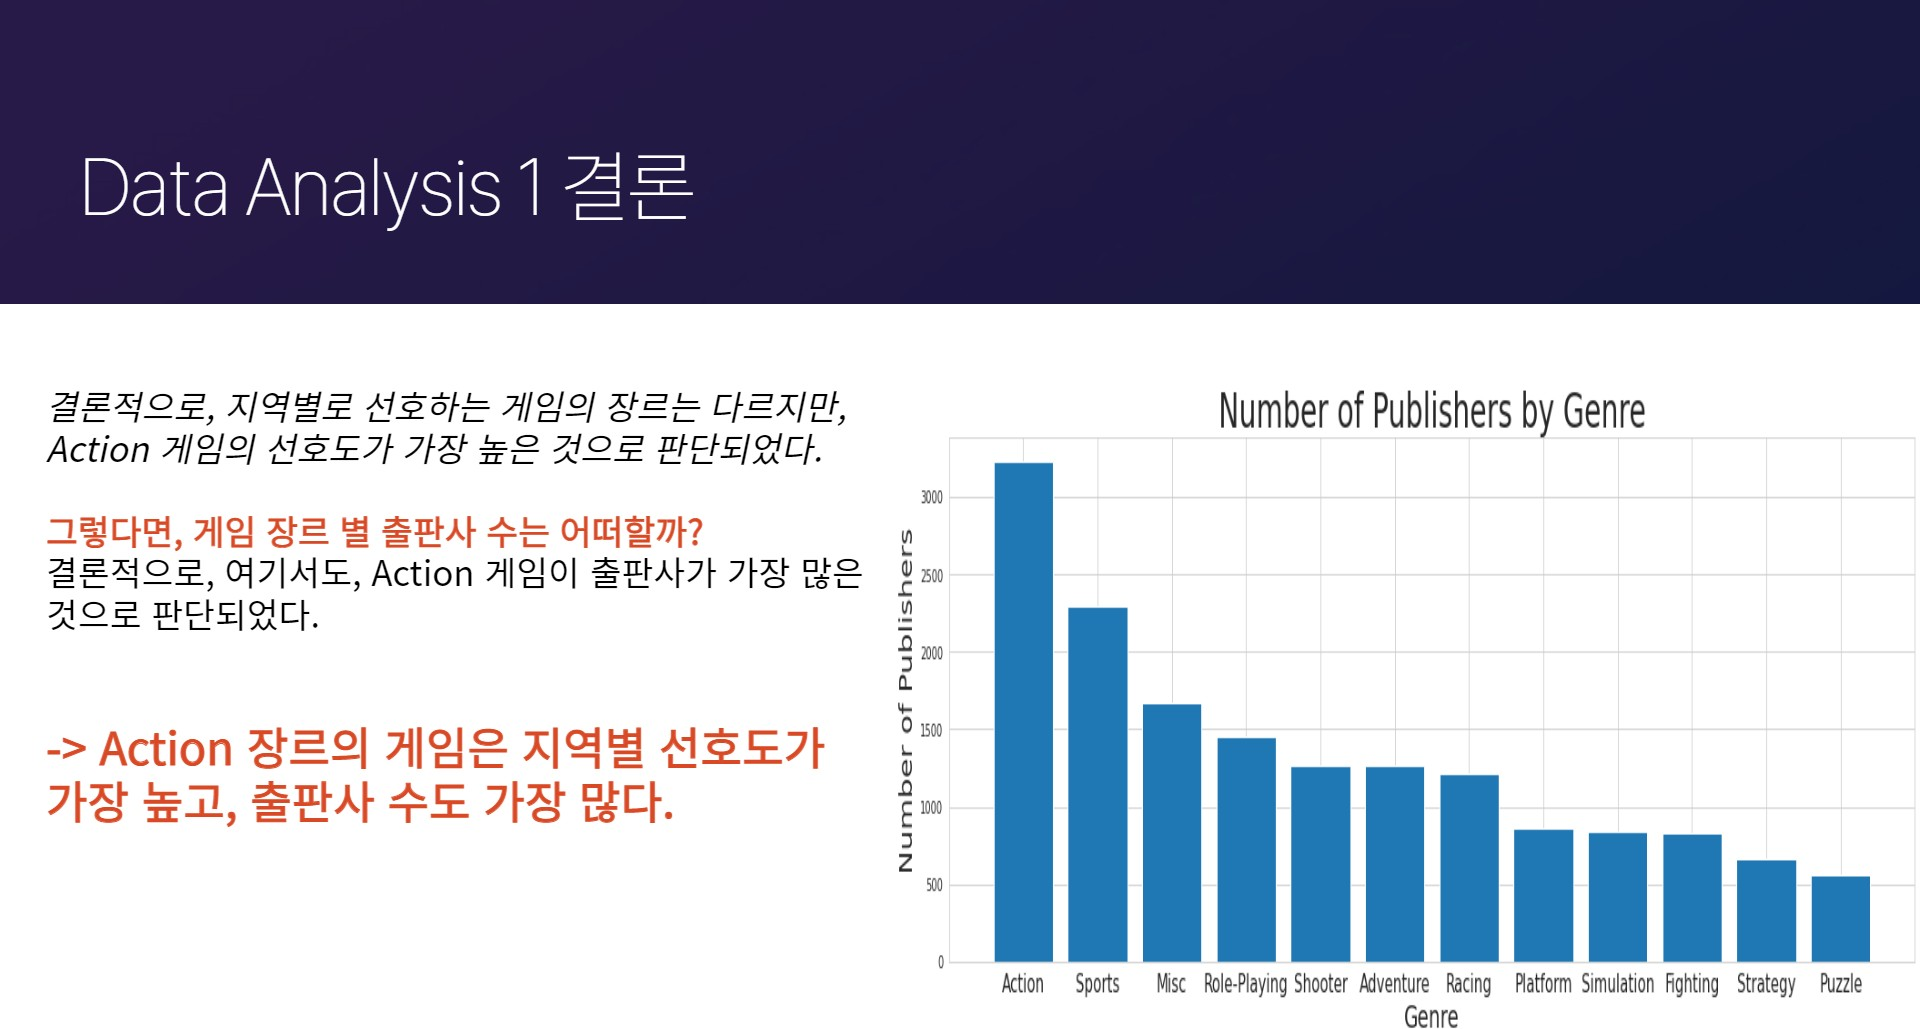 Data Analysis 1 결론
결론적으로, 지역별로 선호하는 게임의 장르는 다르지만,
Action 게임의 선호도가 가장 높은 것으로 판단되었다.
그렇다면, 게임 장르 별 출판사 수는 어떠할까?
결론적으로, 여기서도, Action 게임이 출판사가 가장 많은
것으로 판단되었다.
-> Action 장르의 게임은 지역별 선호도가
가장 높고, 출판사 수도 가장 많다.
Number of Publishers by Genre
Number of Publishers
3000
2500
2000
1500
1000
500
0
Action Sports Misc Role-Playing Shooter Adventure Racing Platform Simulation Fighting Strategy Puzzle
Genre